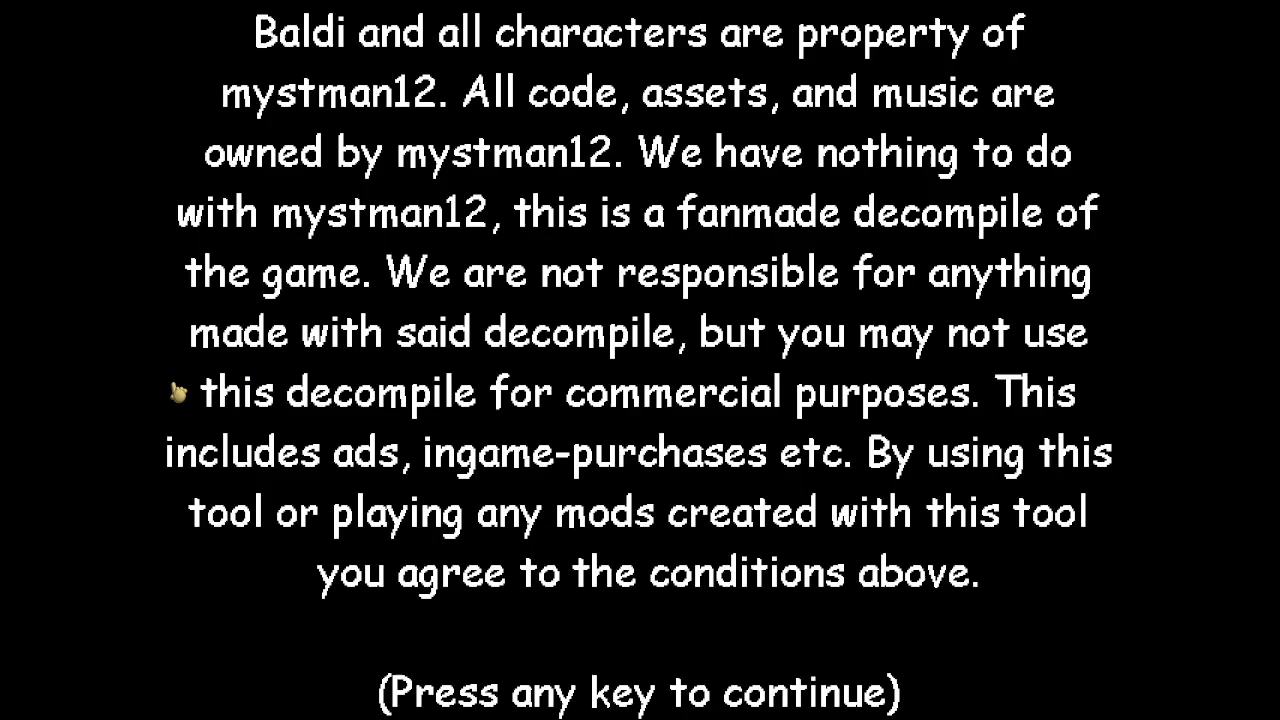 Baldi and all characters are property of
mystman12. All code, assets, and music are
owned by mystman12. We have nothing to do
with mystman12, this is a fanmade decompile of
the game. We are not responsible for anything
made with said decompile, but you may not use
this decompile for commercial purposes. This
includes ads, ingame-purchases etc. By using this
tool or playing any mods created with this tool
you agree to the conditions above.
(Press any key to continue)